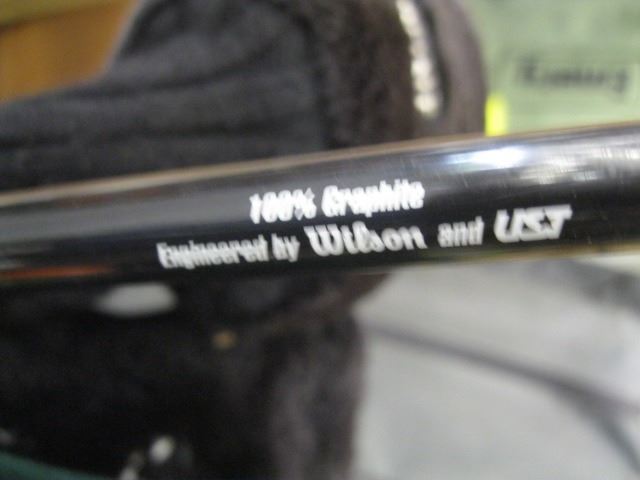 100% Graphite
Engineered by Wilson and UST